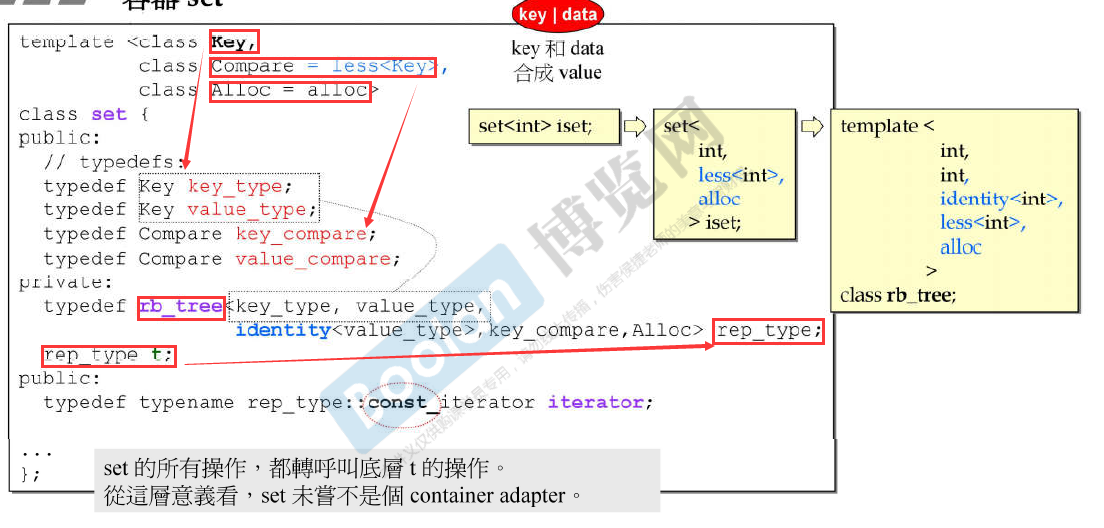 容器 set
key | data
key 和 data
合成 value
template <class Key,
class Compare = less<Key>,
class Alloc = alloc>
class set {
public:
// typedefs:
typedef Key key_type;
typedef Key value_type;
typedef Compare key_compare;
typedef Compare value_compare;
private:
typedef rb_tree<key_type, value_type,
identity<value_type>,key_compare,Alloc> rep_type;
rep_type t;
public:
typedef typename rep_type::const_iterator iterator;
...
};
set<int> iset;
set<
int,
less<int>,
alloc
> iset;
template <
int,
int,
identity<int>,
less<int>,
alloc
>
class rb_tree;
set 的所有操作，都轉呼叫底層 t 的操作。
從這層意義看，set 未嘗不是個 container adapter。
Boolan
博览网